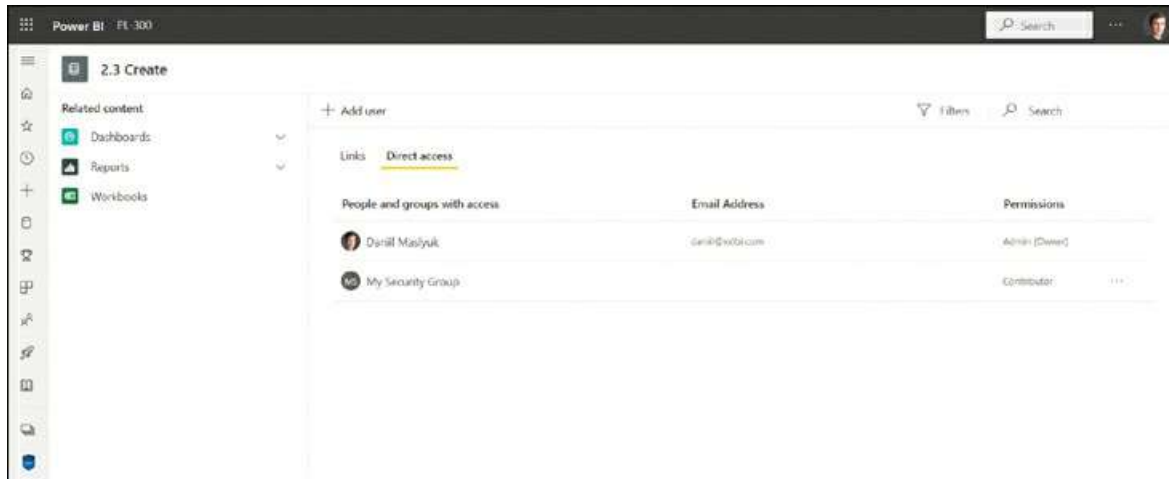 Power BI PL-300
Search
2.3 Create
Related content
Dashboards
Reports
Workbooks
Add user
Filters
Search
Links
Direct access
People and groups with access
Email Address
Permissions
Daniil Maslyuk
Admin (Owner)
MS
My Security Group
Contributor